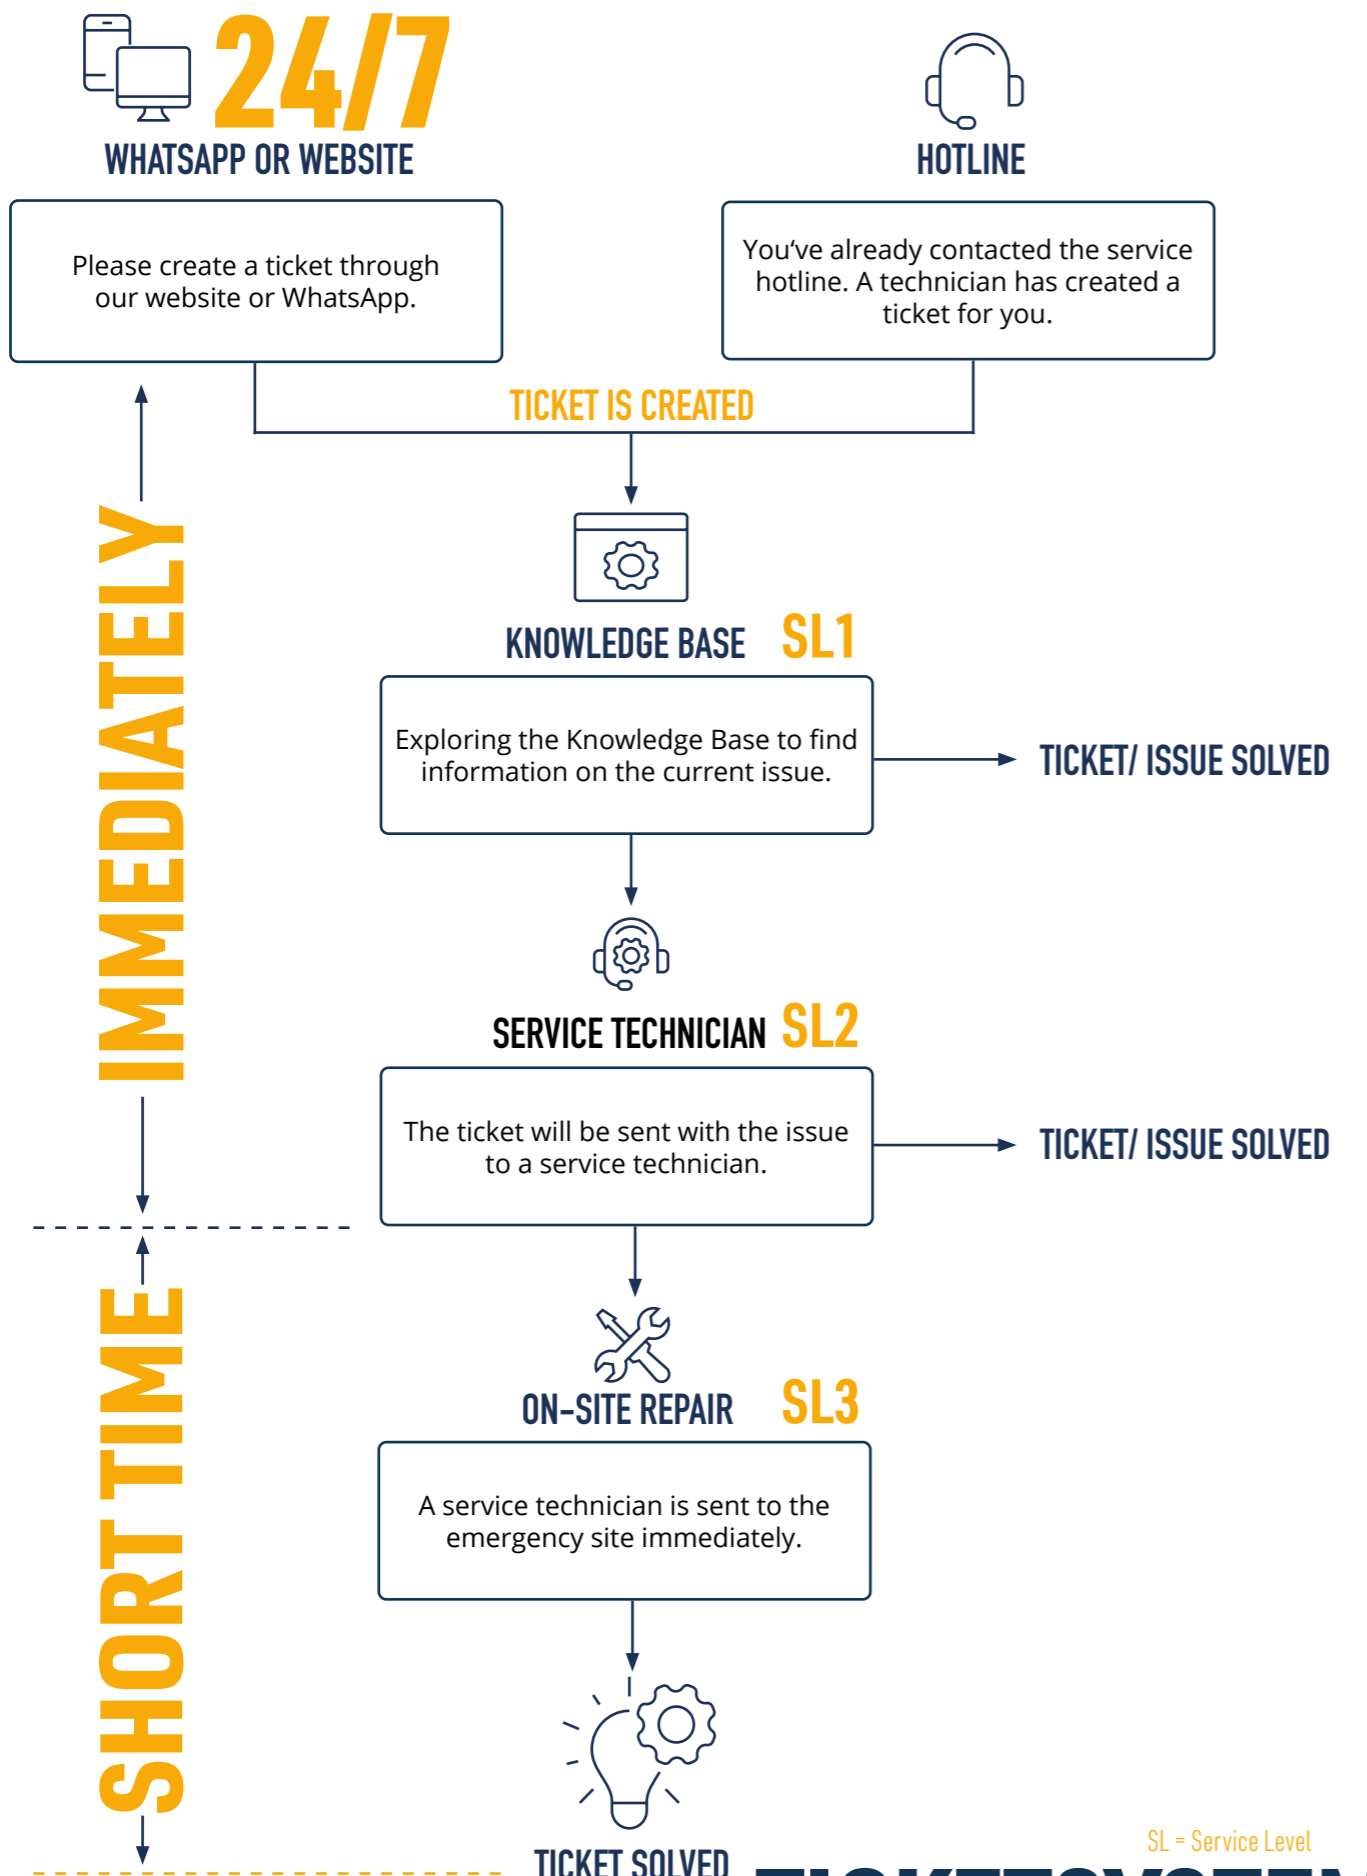 24/7
WHATSAPP OR WEBSITE
HOTLINE
Please create a ticket through
our website or WhatsApp.
You‘ve already contacted the service
hotline. A technician has created a
ticket for you.
TICKET IS CREATED
IMMEDIATELY
KNOWLEDGE BASE SL1
Exploring the Knowledge Base to find
information on the current issue.
TICKET/ ISSUE SOLVED
SERVICE TECHNICIAN SL2
The ticket will be sent with the issue
to a service technician.
TICKET/ ISSUE SOLVED
SHORT TIME
ON-SITE REPAIR SL3
A service technician is sent to the
emergency site immediately.
TICKET SOLVED
SL = Service Level